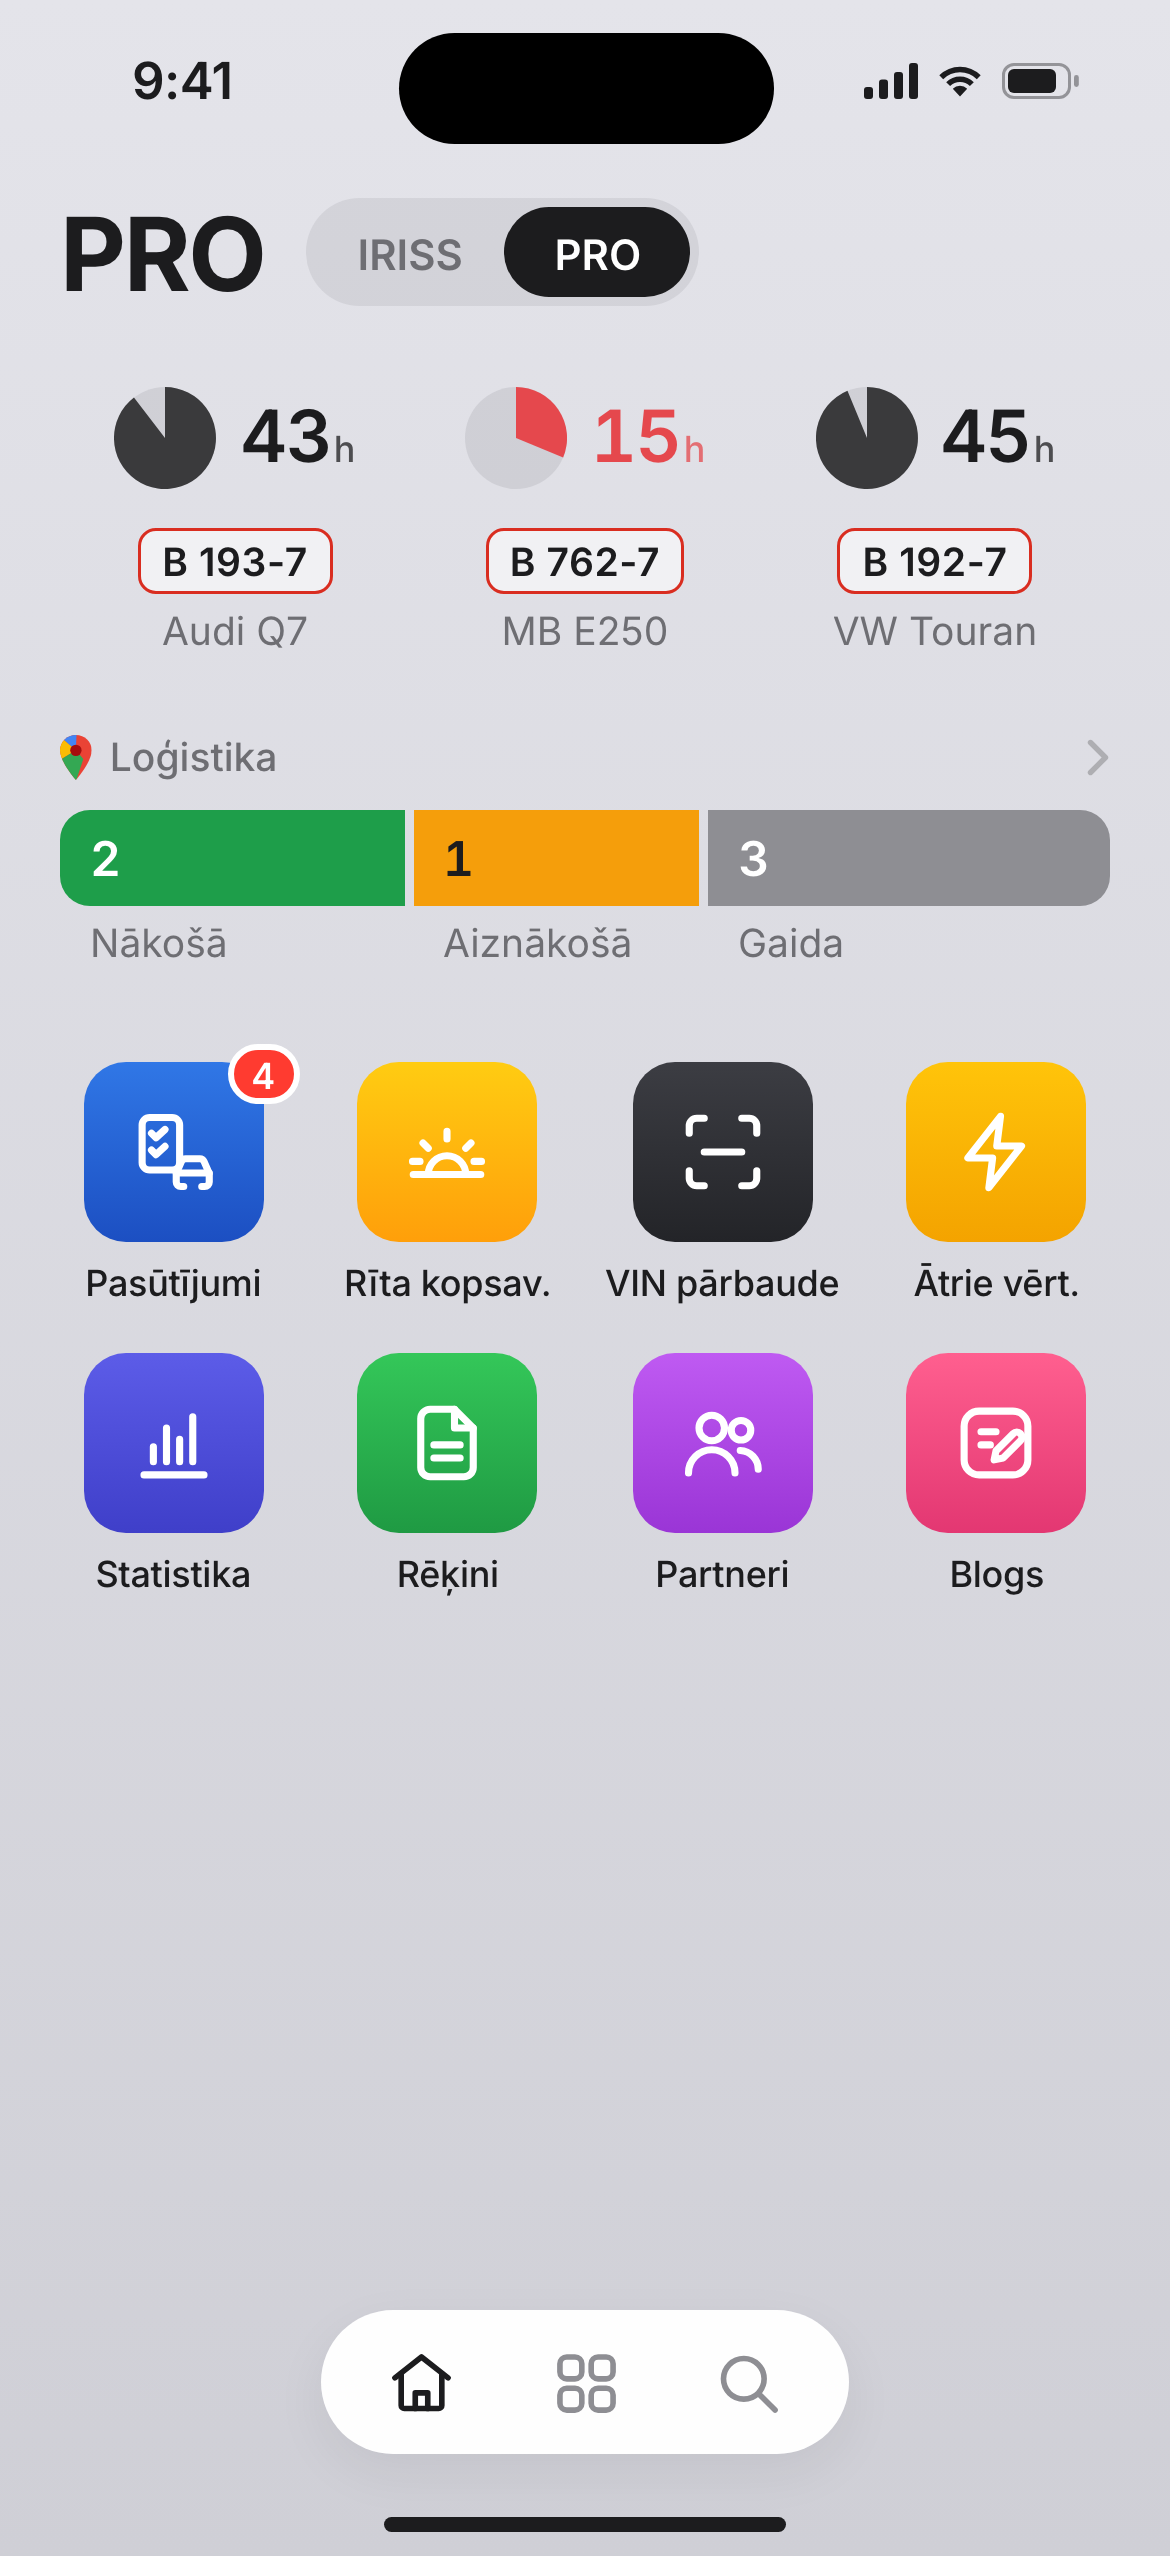 9:41
PRO
IRISS PRO
43h 15h 45h
B 193-7 B 762-7 B 192-7
Audi Q7 MB E250 VW Touran
Loģistika
2 1 3
Nākošā Aiznākošā Gaida
4
Pasūtījumi Rīta kopsav. VIN pārbaude Ātrie vērt.
Statistika Rēķini Partneri Blogs